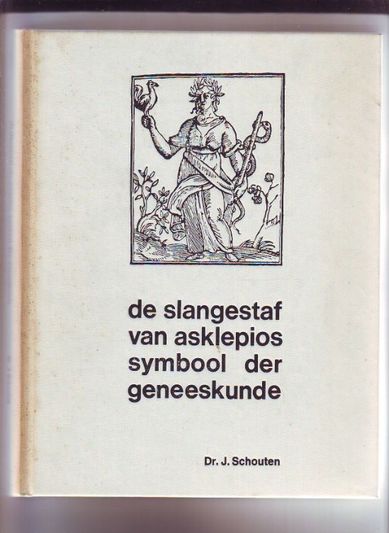 de slangestaf
van asklepios
symbool der
geneeskunde
Dr. J. Schouten